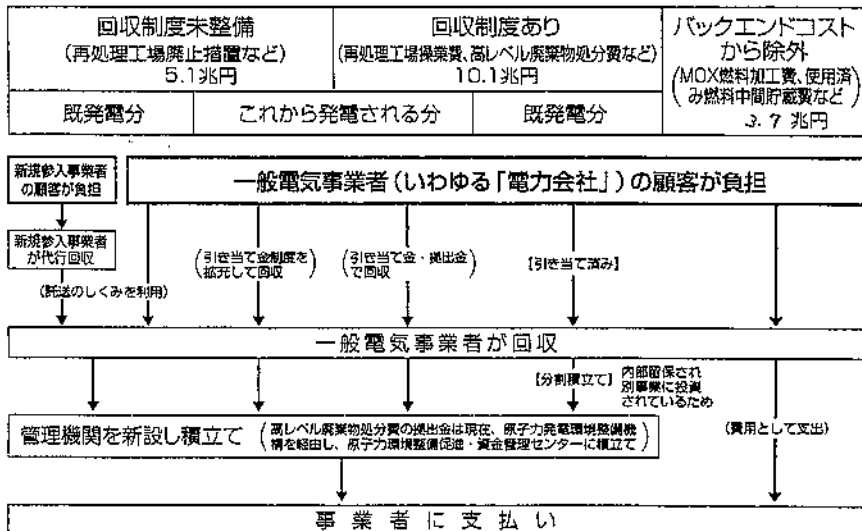 回収制度未整備
(再処理工場廃止措置など)
5.1兆円
回収制度あり
(再処理工場操業費、高レベル廃棄物処分費など)
10.1兆円
バックエンドコスト
から除外
(MOX燃料加工費、使用済
み燃料中間貯蔵費など)
3.7 兆円
既発電分
これから発電される分
既発電分
新規参入事業者
の顧客が負担
一般電気事業者(いわゆる「電力会社」)の顧客が負担
新規参入事業者
が代行回収
(託送のしくみを利用)
(引き当て金制度を
拡充して回収)
(引き当て金・拠出金
で回収)
【引き当て済み】
一般電気事業者が回収
【分割積立て】
内部留保され
別事業に投資
されているため
管理機関を新設し積立て
(高レベル廃棄物処分費の拠出金は現在、原子力発電環境整備機
構を経由し、原子力環境整備促進・資金管理センターに積立て)
(費用として支出)
事業者に支払い